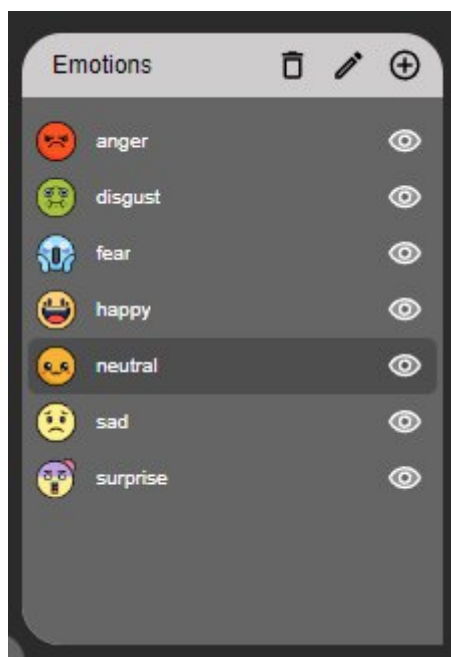 Emotions
anger
disgust
fear
happy
neutral
sad
surprise